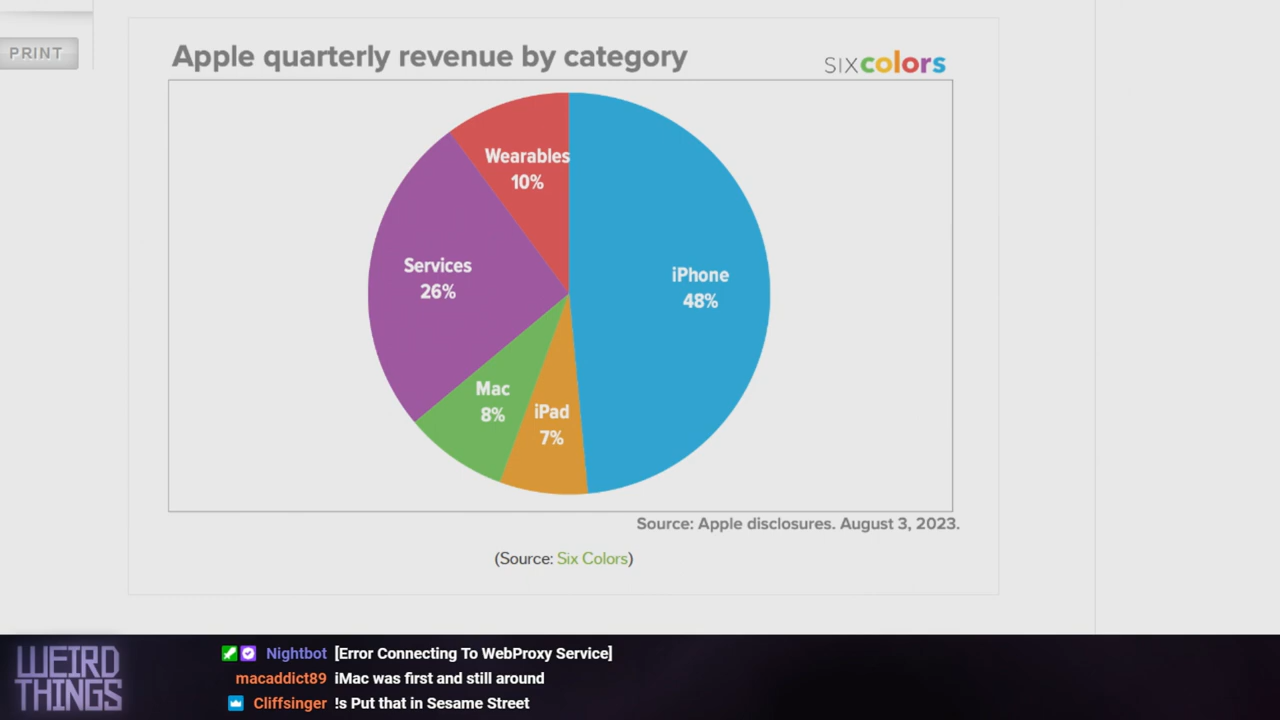 PRINT
Apple quarterly revenue by category
SIXcolors
Wearables
10%
Services
26%
iPhone
48%
Mac
8%
iPad
7%
Source: Apple disclosures. August 3, 2023.
(Source: Six Colors)
WEIRD
THINGS
Nightbot [Error Connecting To WebProxy Service]
macaddict89 iMac was first and still around
Cliffsinger !s Put that in Sesame Street